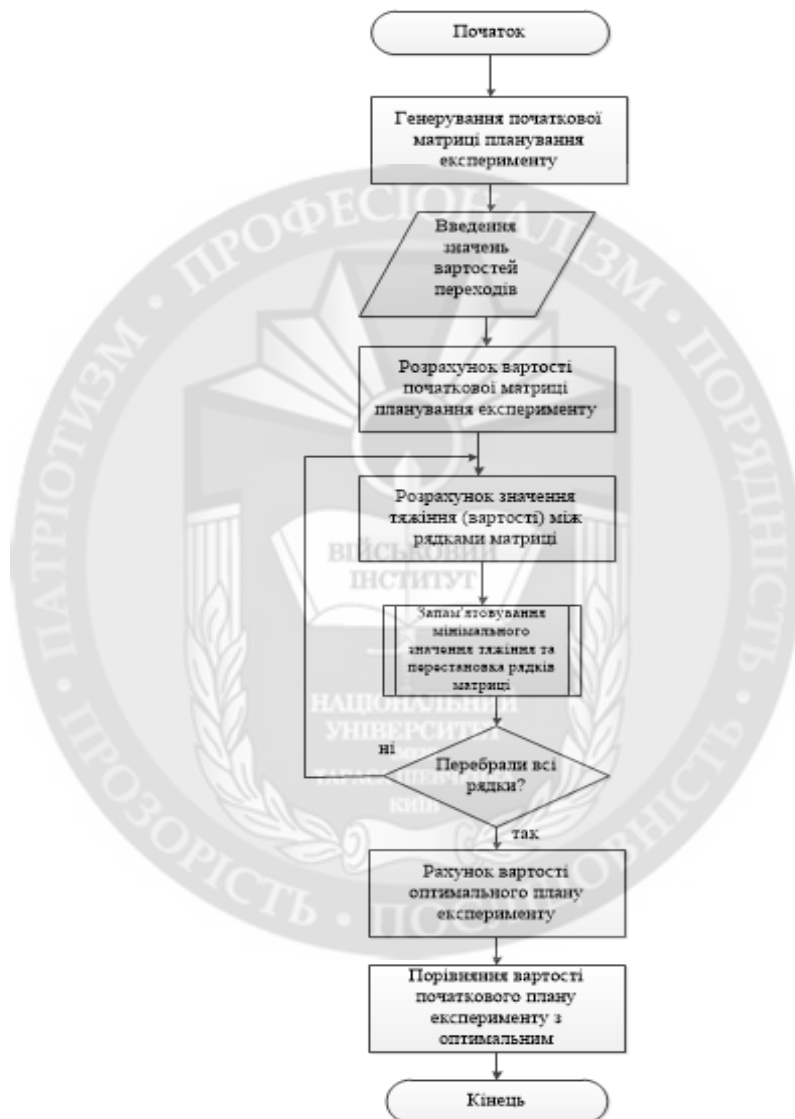 Початок
Генерування початкової
матриці планування
експерименту
Введення
значень
вартостей
переходів
Розрахунок вартості
початкової матриці
планування експерименту
Розрахунок значення
тяжіння (вартості) між
рядками матриці
Запам'ятовування
мінімального
значення тяжіння та
перестановка рядків
матриці
ні
Перебрали всі
рядки?
так
Рахунок вартості
оптимального плану
експерименту
Порівняння вартості
початкового плану
експерименту з
оптимальним
Кінець
ПАТРІОТИЗМ • ПРОФЕСІОНАЛІЗМ • ПОРЯДНІСТЬ
ПРОЗОРІСТЬ •
ВІЙСЬКОВИЙ
ІНСТИТУТ
НАЦІОНАЛЬНИЙ
УНІВЕРСИТЕТ
КИЇВ